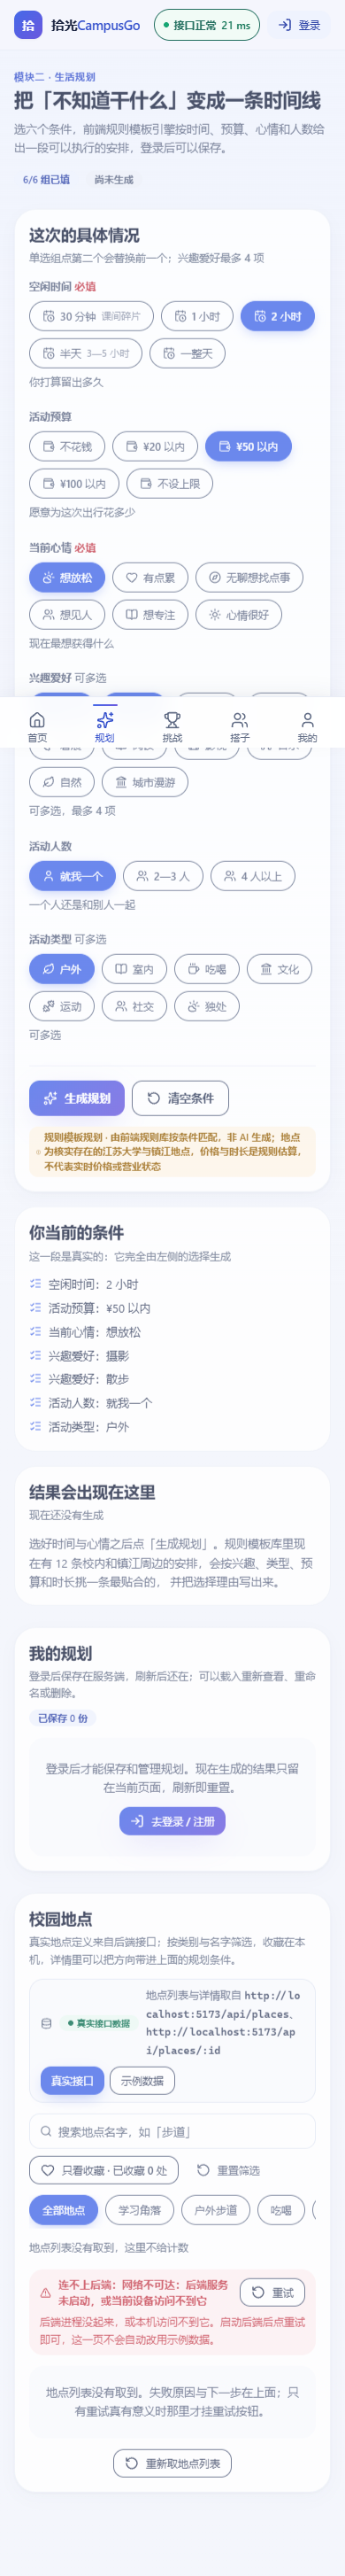 拾 拾光CampusGo 接口正常 21 ms 登录
模块二 · 生活规划
把「不知道干什么」变成一条时间线
选六个条件，前端规则模板引擎按时间、预算、心情和人数给
出一段可以执行的安排，登录后可以保存。
6/6 组已填 尚未生成
这次的具体情况
单选组点第二个会替换前一个；兴趣爱好最多 4 项
空闲时间 必填
30 分钟 课间碎片 1 小时 2 小时
半天 3—5 小时 一整天
你打算留出多久
活动预算
不花钱 ¥20 以内 ¥50 以内
¥100 以内 不设上限
愿意为这次出行花多少
当前心情 必填
想放松 有点累 无聊想找点事
想见人 想专注 心情很好
现在最想获得什么
兴趣爱好 可多选
首页 规划 挑战 搭子 我的
自然 城市漫游
可多选，最多 4 项
活动人数
就我一个 2—3 人 4 人以上
一个人还是和别人一起
活动类型 可多选
户外 室内 吃喝 文化
运动 社交 独处
可多选
生成规划 清空条件
规则模板规划 · 由前端规则库按条件匹配，非 AI 生成；地点
为核实存在的江苏大学与镇江地点，价格与时长是规则估算，
不代表实时价格或营业状态
你当前的条件
这一段是真实的：它完全由左侧的选择生成
空闲时间：2 小时
活动预算：¥50 以内
当前心情：想放松
兴趣爱好：摄影
兴趣爱好：散步
活动人数：就我一个
活动类型：户外
结果会出现在这里
现在还没有生成
选好时间与心情之后点「生成规划」。规则模板库里现
在有 12 条校内和镇江周边的安排，会按兴趣、类型、预
算和时长挑一条最贴合的，并把选择理由写出来。
我的规划
登录后保存在服务端，刷新后还在；可以载入重新查看、重命
名或删除。
已保存 0 份
登录后才能保存和管理规划。现在生成的结果只留
在当前页面，刷新即重置。
去登录 / 注册
校园地点
真实地点定义来自后端接口；按类别与名字筛选，收藏在本
机，详情里可以把方向带进上面的规划条件。
真实接口数据 地点列表与详情取自 http://lo
calhost:5173/api/places、
http://localhost:5173/ap
i/places/:id
真实接口 示例数据
搜索地点名字，如「步道」
只看收藏 · 已收藏 0 处 重置筛选
全部地点 学习角落 户外步道 吃喝
地点列表没有取到，这里不给计数
连不上后端：网络不可达：后端服务
未启动，或当前设备访问不到它
重试
后端进程没起来，或本机访问不到它。启动后端后点重试
即可，这一页不会自动改用示例数据。
地点列表没有取到。失败原因与下一步在上面；只
有重试真有意义时那里才挂重试按钮。
重新取地点列表